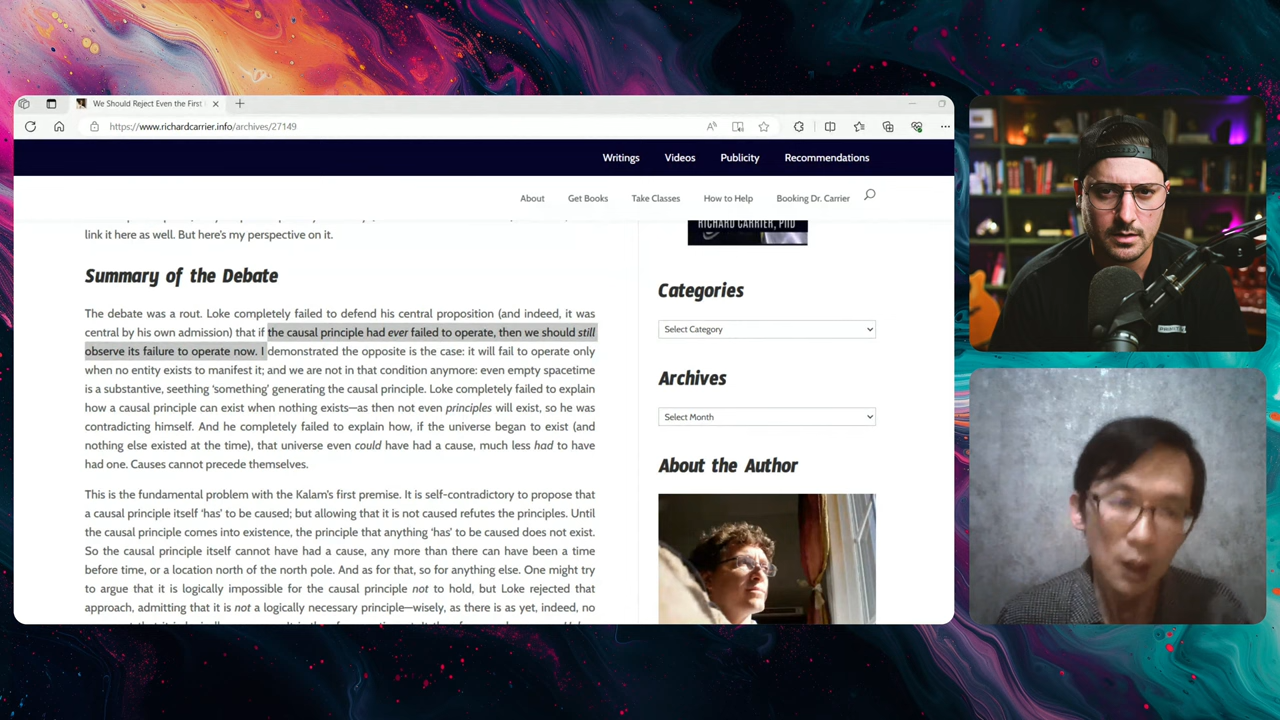 We Should Reject Even the First
https://www.richardcarrier.info/archives/27149
Writings Videos Publicity Recommendations
About Get Books Take Classes How to Help Booking Dr. Carrier
link it here as well. But here's my perspective on it.
Summary of the Debate
The debate was a rout. Loke completely failed to defend his central proposition (and indeed, it was
central by his own admission) that if the causal principle had ever failed to operate, then we should still
observe its failure to operate now. I demonstrated the opposite is the case: it will fail to operate only
when no entity exists to manifest it; and we are not in that condition anymore: even empty spacetime
is a substantive, seething 'something' generating the causal principle. Loke completely failed to explain
how a causal principle can exist when nothing exists—as then not even principles will exist, so he was
contradicting himself. And he completely failed to explain how, if the universe began to exist (and
nothing else existed at the time), that universe even could have had a cause, much less had to have
had one. Causes cannot precede themselves.
This is the fundamental problem with the Kalam's first premise. It is self-contradictory to propose that
a causal principle itself 'has' to be caused; but allowing that it is not caused refutes the principles. Until
the causal principle comes into existence, the principle that anything 'has' to be caused does not exist.
So the causal principle itself cannot have had a cause, any more than there can have been a time
before time, or a location north of the north pole. And as for that, so for anything else. One might try
to argue that it is logically impossible for the causal principle not to hold, but Loke rejected that
approach, admitting that it is not a logically necessary principle—wisely, as there is as yet, indeed, no
RICHARD CARRIER, PHD
Categories
Select Category
Archives
Select Month
About the Author